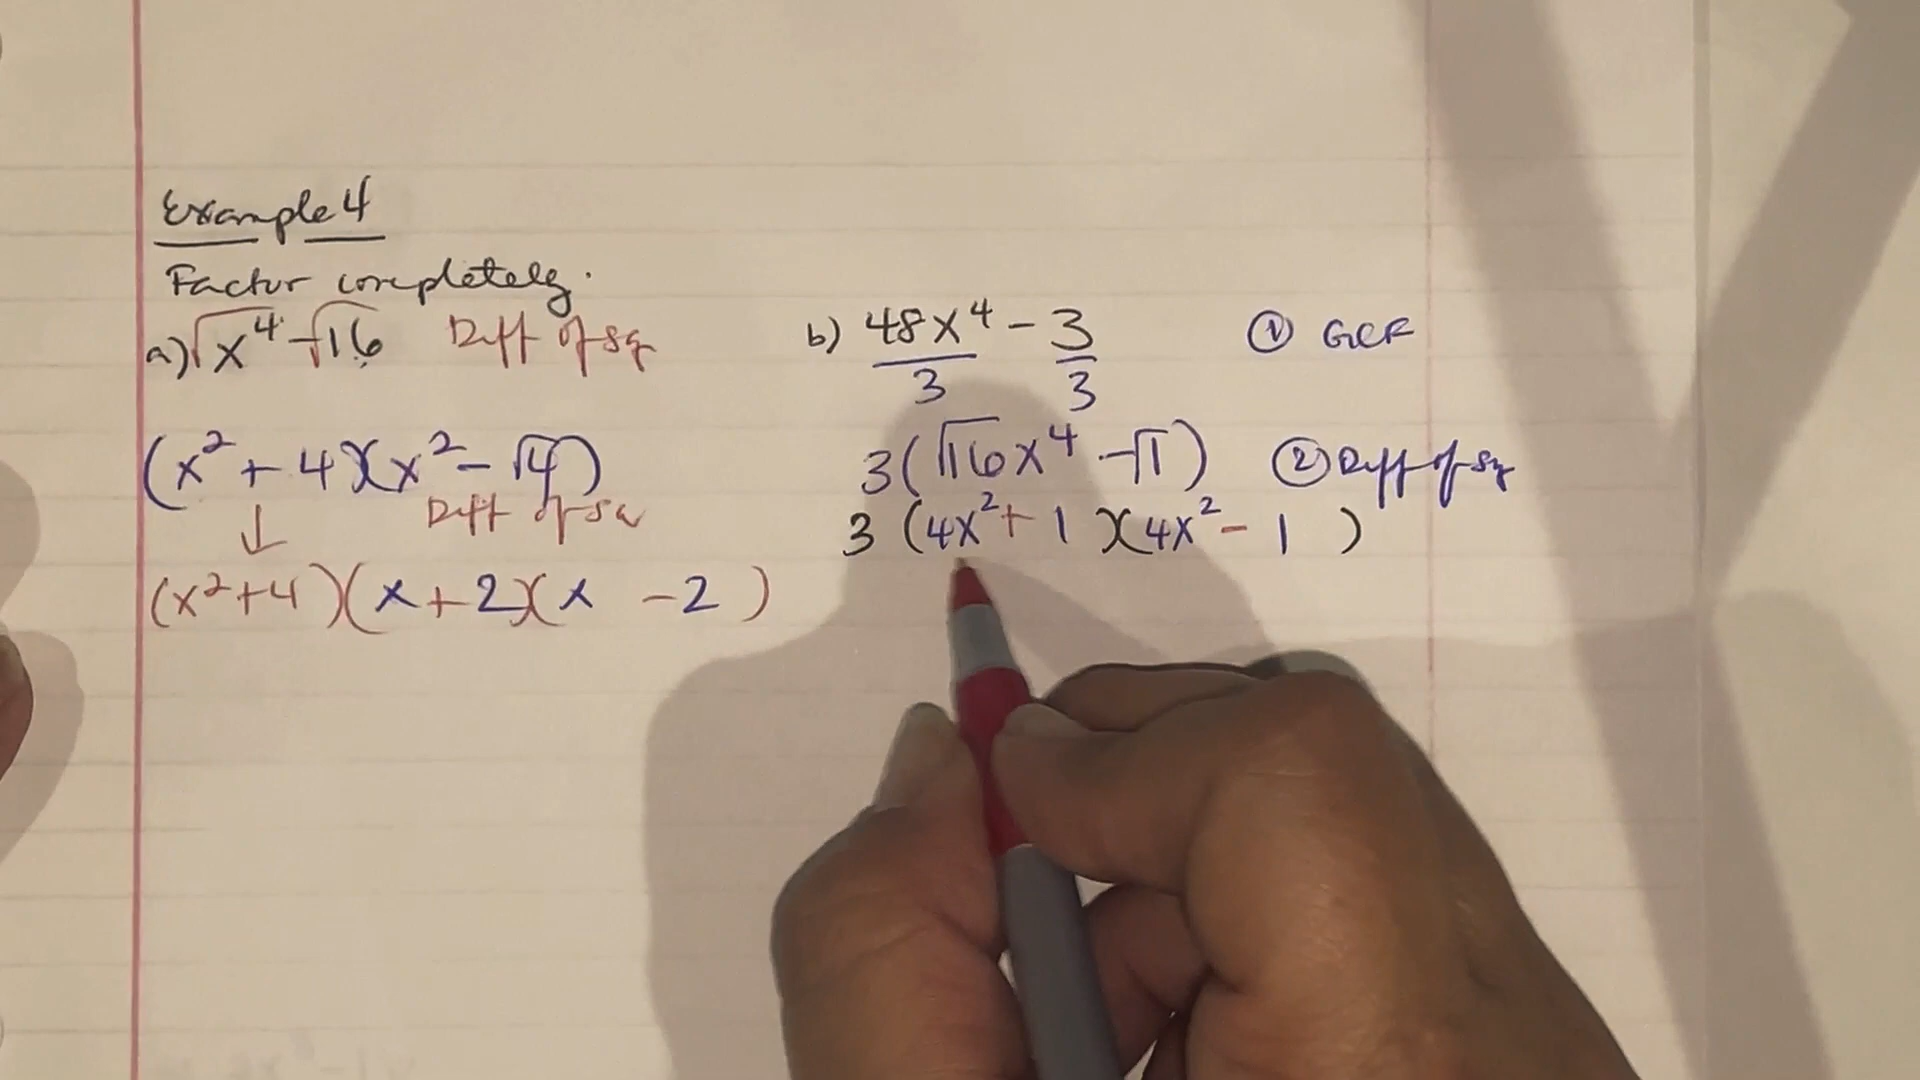 Example 4
Factor completely.
a) √x⁴ - √16 Diff of sq
(x² + 4)(x² - √4)
Diff of sq
↓
(x²+4)(x + 2)(x - 2)
b) 48x⁴/3 - 3/3 ① GCF
3(√16x⁴ - √1) ② Diff of sq
3 (4x² + 1)(4x² - 1)